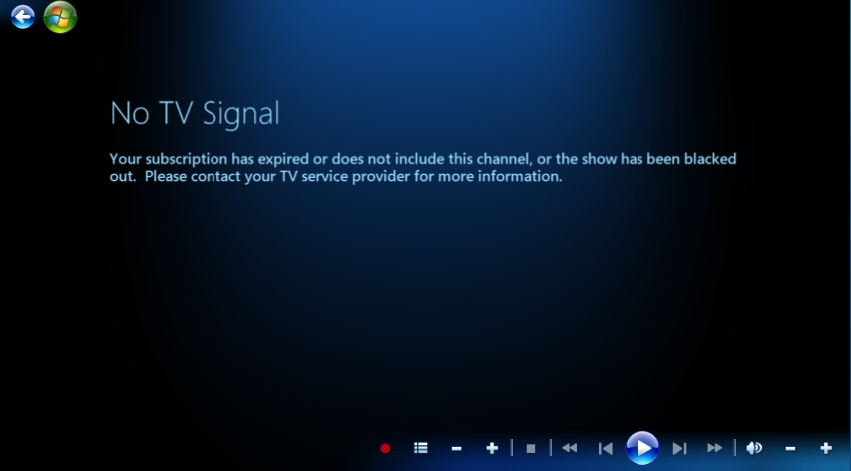 No TV Signal
Your subscription has expired or does not include this channel, or the show has been blacked
out.  Please contact your TV service provider for more information.